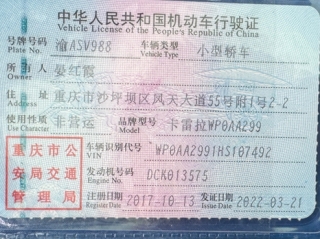 中华人民共和国机动车行驶证
Vehicle License of the People's Republic of China
号牌号码 渝ASV988 车辆类型 小型轿车
Plate No. Vehicle Type
所有人 晏红霞
Owner
住址 重庆市沙坪坝区凤天大道55号附1号2-2
Address
使用性质 非营运 品牌型号 卡雷拉WP0AA299
Use Character Model
重庆市公安局交通管理局
车辆识别代号 WP0AA2991HS107492
VIN
发动机号码 DCK013575
Engine No.
注册日期 2017-10-13 发证日期 2022-03-21
Register Date Issue Date